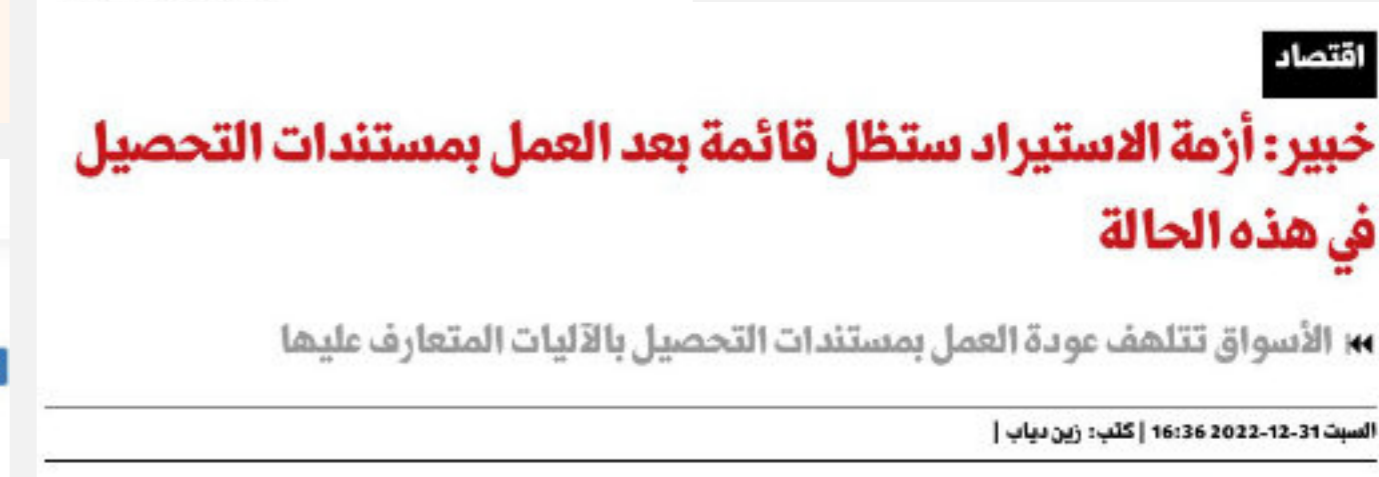 اقتصاد
خبير: أزمة الاستيراد ستظل قائمة بعد العمل بمستندات التحصيل
في هذه الحالة
الأسواق تتلهف عودة العمل بمستندات التحصيل بالآليات المتعارف عليها
السبت 31-12-2022 16:36 | كتب: زين دياب |